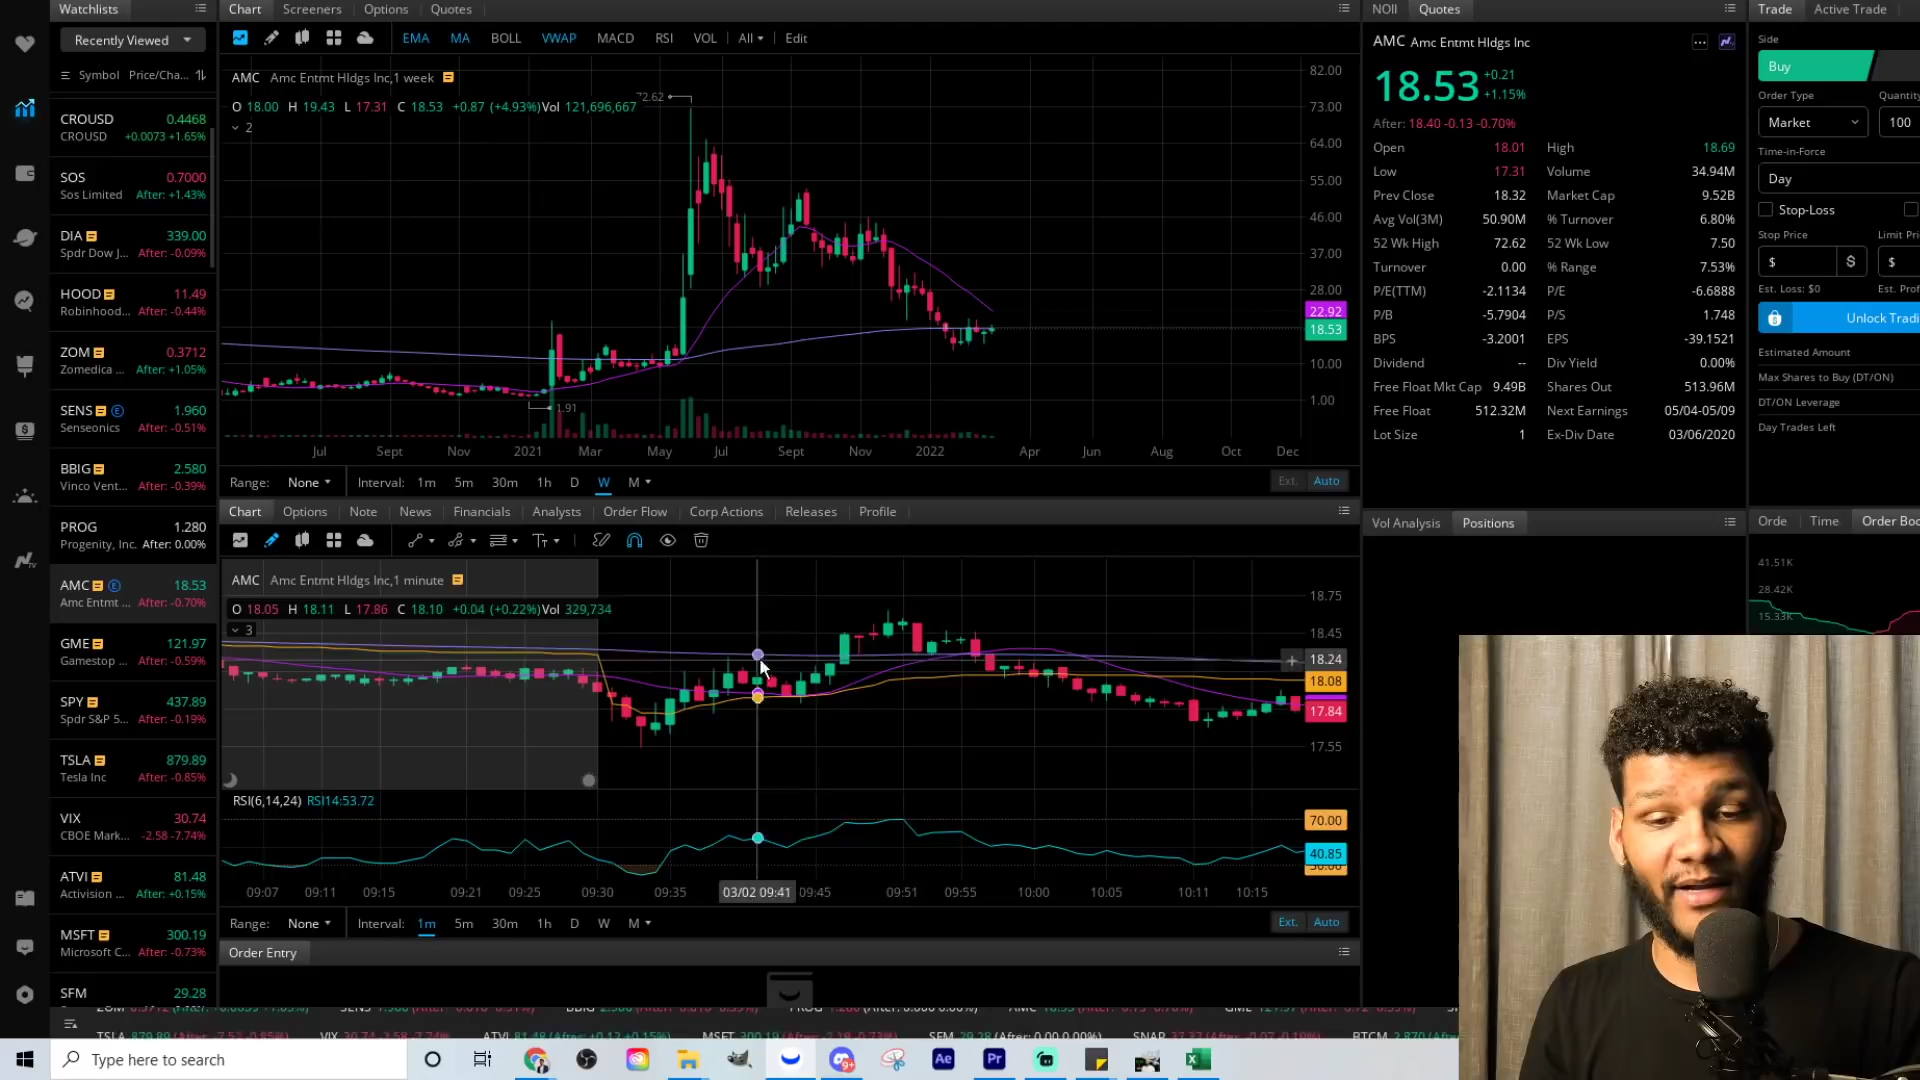 Watchlists
Recently Viewed
Symbol Price/Cha...
CROUSD 0.4468
CROUSD +0.0073 +1.65%
SOS 0.7000
Sos Limited After: +1.43%
DIA 339.00
Spdr Dow J... After: -0.09%
HOOD 11.49
Robinhood... After: -0.44%
ZOM 0.3712
Zomedica ... After: +1.05%
SENS E 1.960
Senseonics After: -0.51%
BBIG 2.580
Vinco Vent... After: -0.39%
PROG 1.280
Progenity, Inc. After: 0.00%
AMC E 18.53
Amc Entmt ... After: -0.70%
GME 121.97
Gamestop ... After: -0.59%
SPY 437.89
Spdr S&P 5... After: -0.19%
TSLA 879.89
Tesla Inc After: -0.85%
VIX 30.74
CBOE Mark... -2.58 -7.74%
ATVI 81.48
Activision ... After: +0.15%
MSFT 300.19
Microsoft C... After: -0.73%
SFM 29.28
Chart Screeners Options Quotes
EMA MA BOLL VWAP MACD RSI VOL All Edit
AMC Amc Entmt Hldgs Inc,1 week
O 18.00 H 19.43 L 17.31 C 18.53 +0.87 (+4.93%) Vol 121,696,667
2
72.62
1.91
82.00
73.00
64.00
55.00
46.00
37.00
28.00
22.92
18.53
10.00
1.00
Jul Sept Nov 2021 Mar May Jul Sept Nov 2022 Apr Jun Aug Oct Dec
Range: None Interval: 1m 5m 30m 1h D W M Ext. Auto
Chart Options Note News Financials Analysts Order Flow Corp Actions Releases Profile
AMC Amc Entmt Hldgs Inc,1 minute
O 18.05 H 18.11 L 17.86 C 18.10 +0.04 (+0.22%) Vol 329,734
3
18.75
18.45
18.24
18.08
17.84
17.55
RSI(6,14,24) RSI14:53.72
70.00
40.85
09:07 09:11 09:15 09:21 09:25 09:30 09:35 03/02 09:41 09:45 09:51 09:55 10:00 10:05 10:11 10:15
Range: None Interval: 1m 5m 30m 1h D W M Ext. Auto
Order Entry
NOII Quotes
AMC Amc Entmt Hldgs Inc
18.53 +0.21
+1.15%
After: 18.40 -0.13 -0.70%
Open 18.01 High 18.69
Low 17.31 Volume 34.94M
Prev Close 18.32 Market Cap 9.52B
Avg Vol(3M) 50.90M % Turnover 6.80%
52 Wk High 72.62 52 Wk Low 7.50
Turnover 0.00 % Range 7.53%
P/E(TTM) -2.1134 P/E -6.6888
P/B -5.7904 P/S 1.748
BPS -3.2001 EPS -39.1521
Dividend -- Div Yield 0.00%
Free Float Mkt Cap 9.49B Shares Out 513.96M
Free Float 512.32M Next Earnings 05/04-05/09
Lot Size 1 Ex-Div Date 03/06/2020
Vol Analysis Positions
Trade Active Trade
Side
Buy
Order Type Quantity
Market 100
Time-in-Force
Day
Stop-Loss
Stop Price Limit Pri
$ $ $
Est. Loss: $0 Est. Prof
Unlock Tradi
Estimated Amount
Max Shares to Buy (DT/ON)
DT/ON Leverage
Day Trades Left
Orde Time Order Boo
41.51K
28.42K
15.33K
Type here to search
9+
Ae
Pr